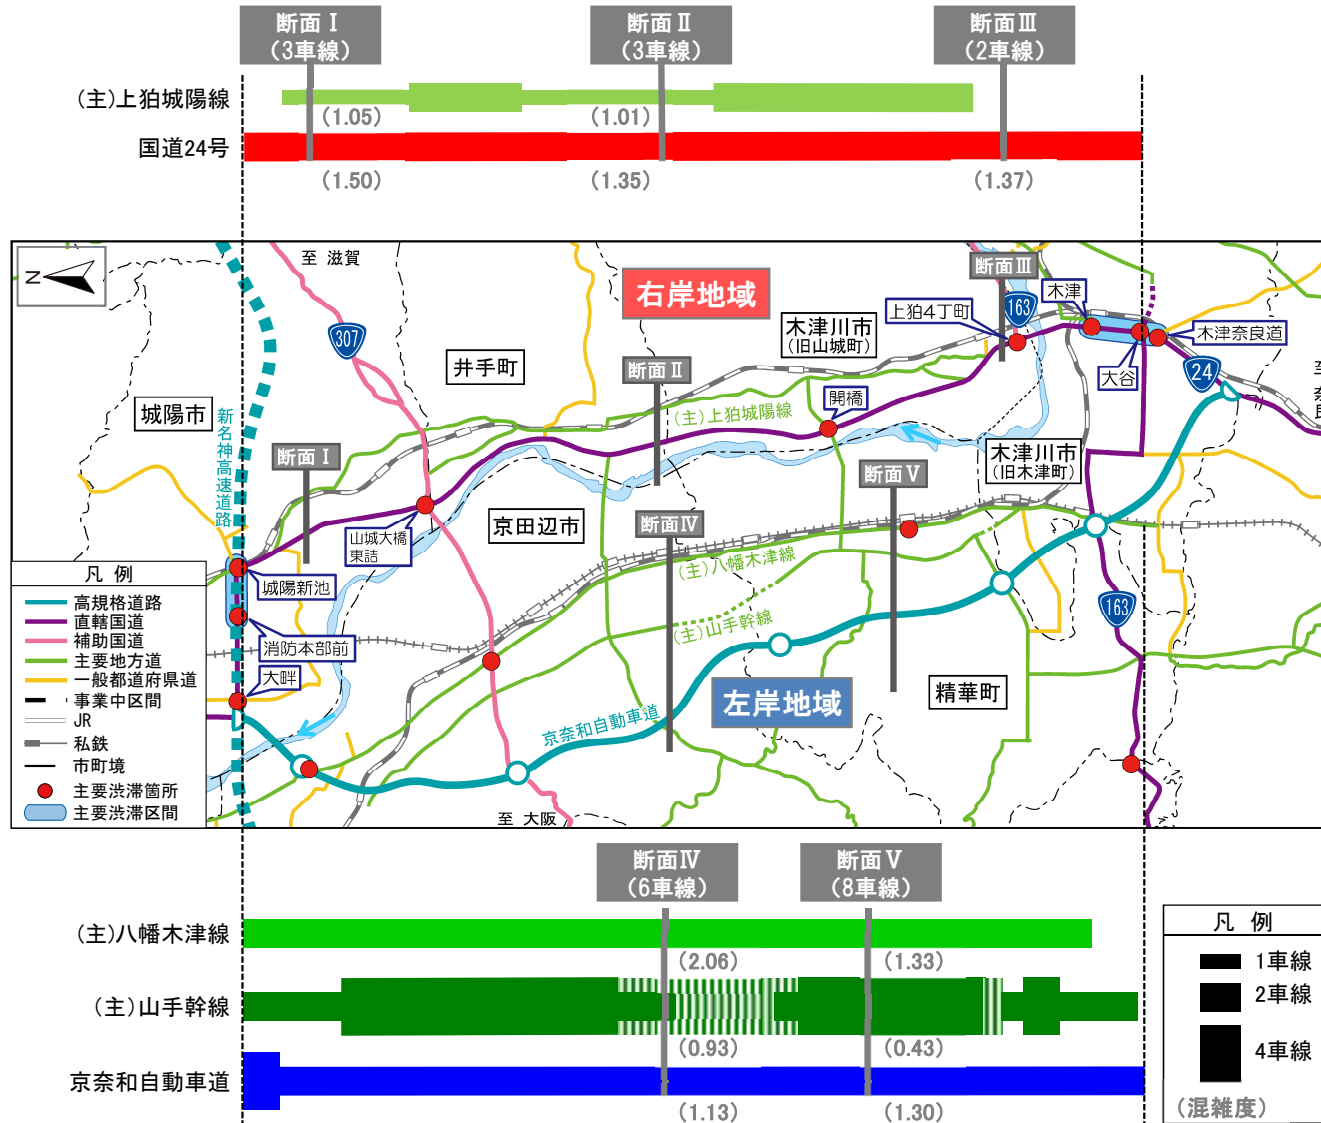 断面Ⅰ
(3車線)
断面Ⅱ
(3車線)
断面Ⅲ
(2車線)
(主)上狛城陽線
(1.05)
(1.01)
国道24号
(1.50)
(1.35)
(1.37)
N
至 滋賀
307
右岸地域
断面Ⅲ
163
木津
上狛4丁町
木津川市
(旧山城町)
木津奈良道
大谷
24
至 奈良
井手町
断面Ⅱ
城陽市
新名神高速道路
(主)上狛城陽線
開橋
断面Ⅰ
木津川市
(旧木津町)
断面Ⅴ
京田辺市
断面Ⅳ
山城大橋
東詰
(主)八幡木津線
城陽新池
(主)山手幹線
163
消防本部前
大畔
精華町
左岸地域
京奈和自動車道
至 大阪
凡 例
高規格道路
直轄国道
補助国道
主要地方道
一般都道府県道
事業中区間
JR
私鉄
市町境
主要渋滞箇所
主要渋滞区間
断面Ⅳ
(6車線)
断面Ⅴ
(8車線)
(主)八幡木津線
(2.06)
(1.33)
(主)山手幹線
(0.93)
(0.43)
京奈和自動車道
(1.13)
(1.30)
凡 例
1車線
2車線
4車線
(混雑度)